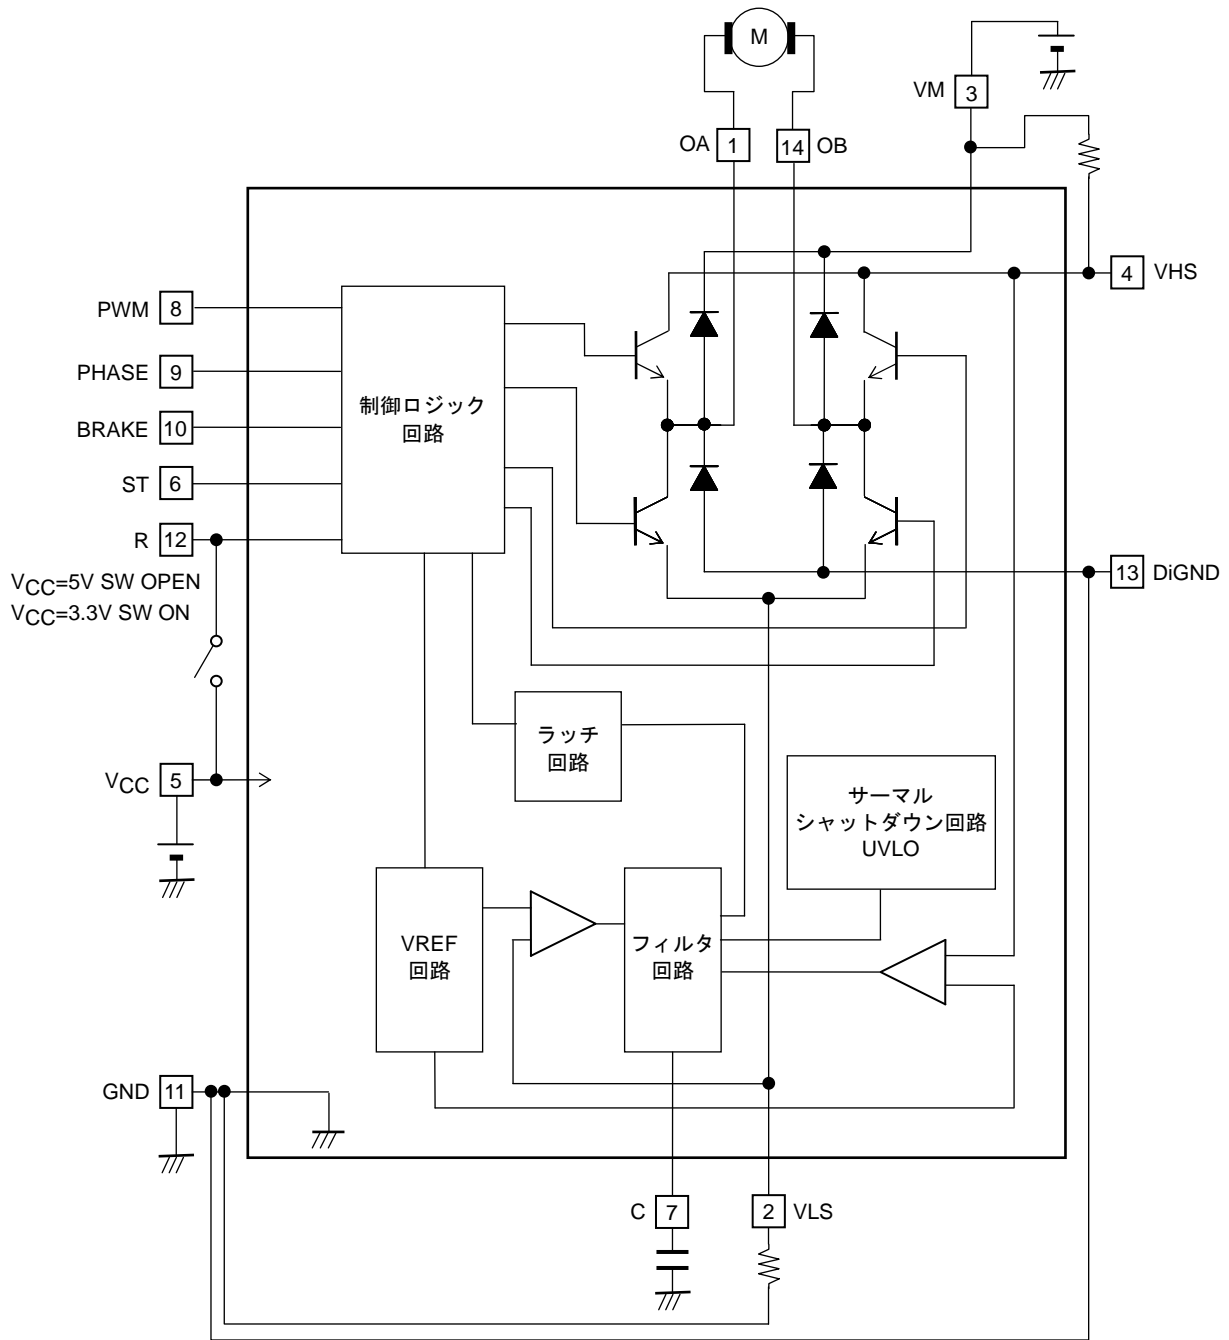 M
VM 3
OA 1
14 OB
4 VHS
PWM 8
PHASE 9
BRAKE 10
ST 6
R 12
制御ロジック
回路
VCC=5V SW OPEN
VCC=3.3V SW ON
13 DiGND
ラッチ
回路
VCC 5
サーマル
シャットダウン回路
UVLO
VREF
回路
フィルタ
回路
GND 11
C 7
2 VLS